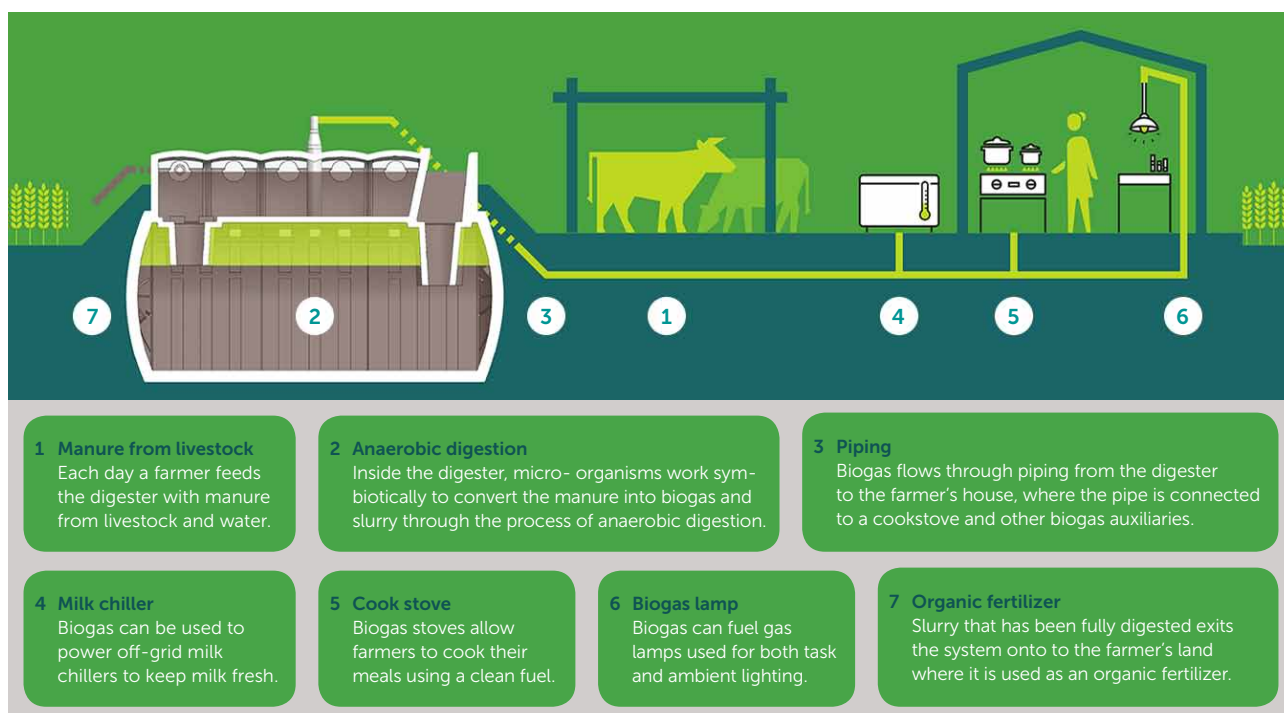 7
2
3
1
4
5
6
1 Manure from livestock
Each day a farmer feeds
the digester with manure
from livestock and water.
2 Anaerobic digestion
Inside the digester, micro- organisms work sym-
biotically to convert the manure into biogas and
slurry through the process of anaerobic digestion.
3 Piping
Biogas flows through piping from the digester
to the farmer’s house, where the pipe is connected
to a cookstove and other biogas auxiliaries.
4 Milk chiller
Biogas can be used to
power off-grid milk
chillers to keep milk fresh.
5 Cook stove
Biogas stoves allow
farmers to cook their
meals using a clean fuel.
6 Biogas lamp
Biogas can fuel gas
lamps used for both task
and ambient lighting.
7 Organic fertilizer
Slurry that has been fully digested exits
the system onto to the farmer’s land
where it is used as an organic fertilizer.